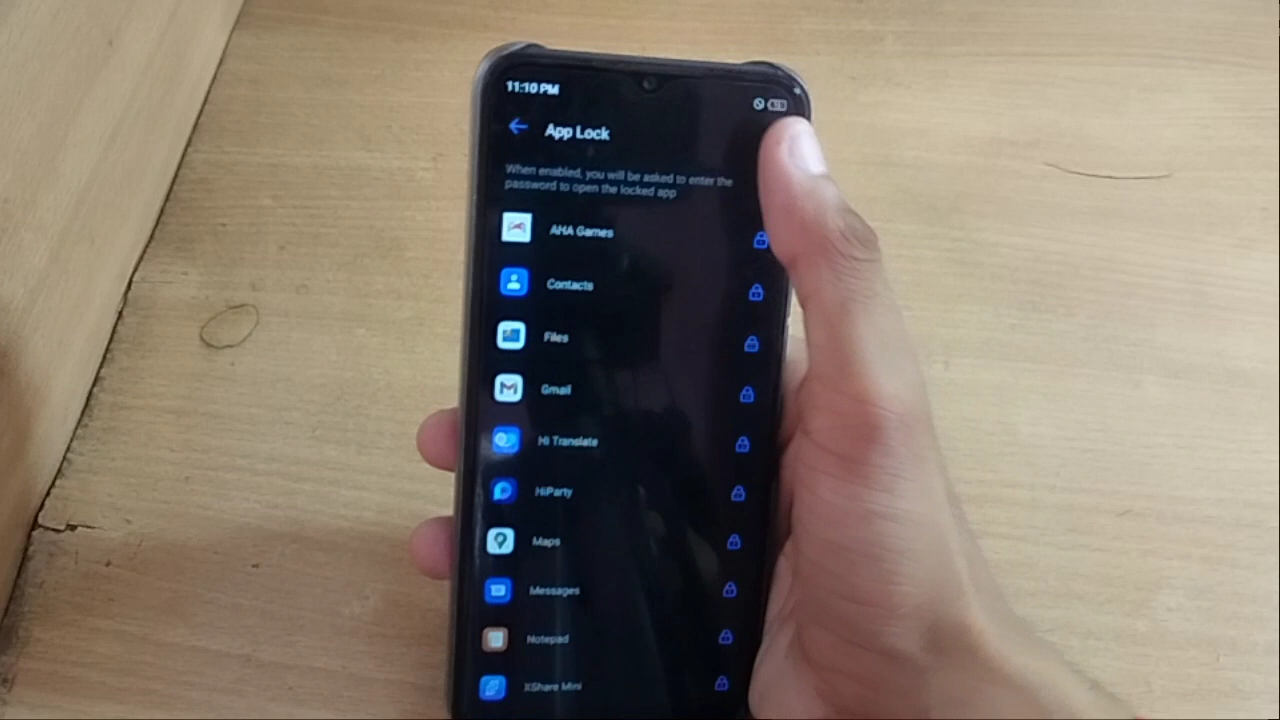 11:10 PM
App Lock
When enabled, you will be asked to enter the
password to open the locked app
AHA Games
Contacts
Files
Gmail
Hi Translate
HiParty
Maps
Messages
Notepad
XShare Mini